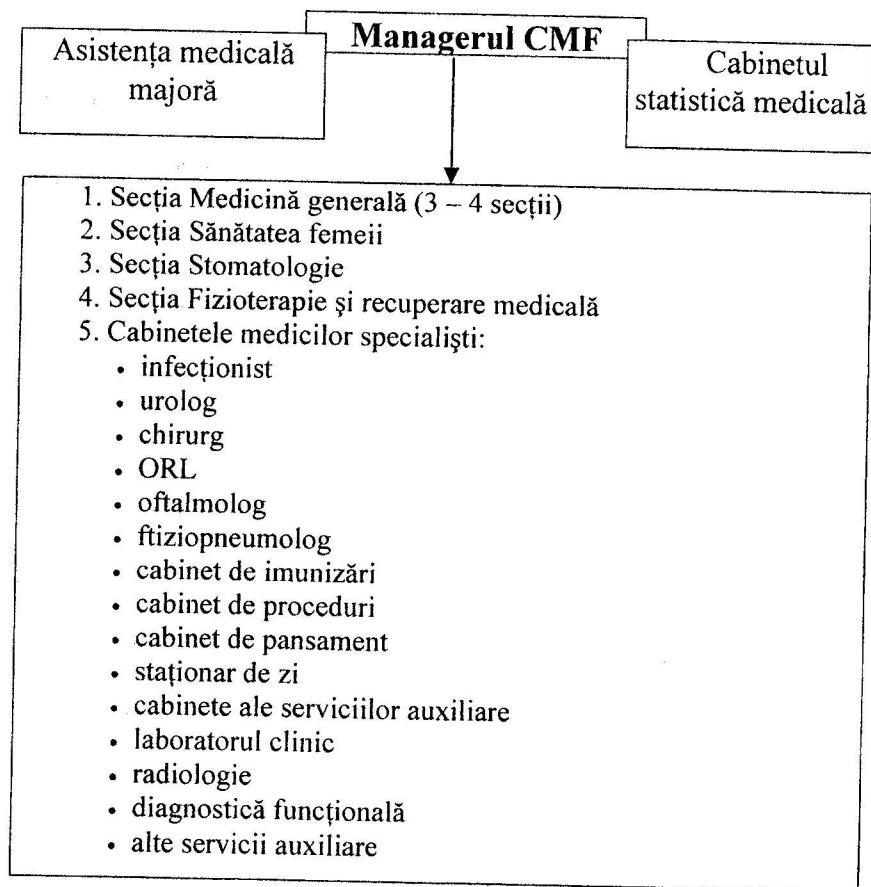 Managerul CMF
Asistența medicală
majoră
Cabinetul
statistică medicală
1. Secția Medicină generală (3 – 4 secții)
2. Secția Sănătatea femeii
3. Secția Stomatologie
4. Secția Fizioterapie şi recuperare medicală
5. Cabinetele medicilor specialişti:
• infecționist
• urolog
• chirurg
• ORL
• oftalmolog
• ftiziopneumolog
• cabinet de imunizări
• cabinet de proceduri
• cabinet de pansament
• staționar de zi
• cabinete ale serviciilor auxiliare
• laboratorul clinic
• radiologie
• diagnostică funcțională
• alte servicii auxiliare